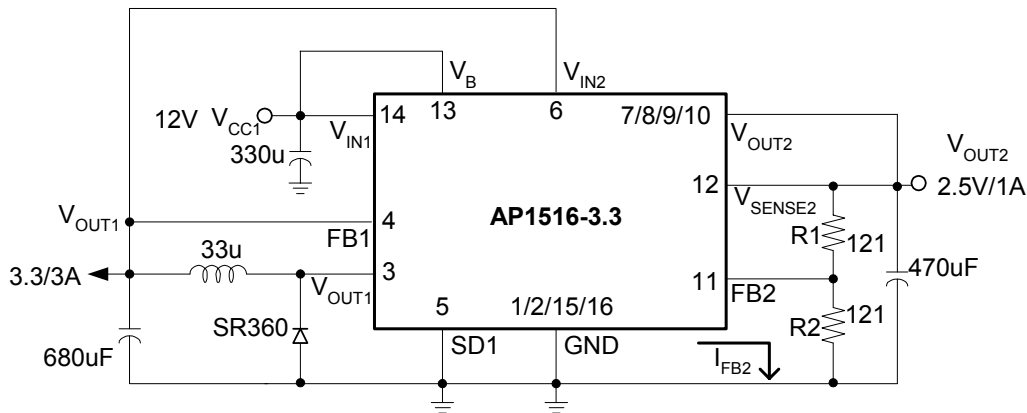 V_B
V_IN2
12V V_CC1
14
13
6
7/8/9/10
V_IN1
V_OUT2
330u
V_OUT2
12
2.5V/1A
V_SENSE2
AP1516-3.3
V_OUT1
4
FB1
R1
121
33u
3.3/3A
3
V_OUT1
11
FB2
470uF
5
1/2/15/16
SR360
R2
121
680uF
SD1
GND
I_FB2